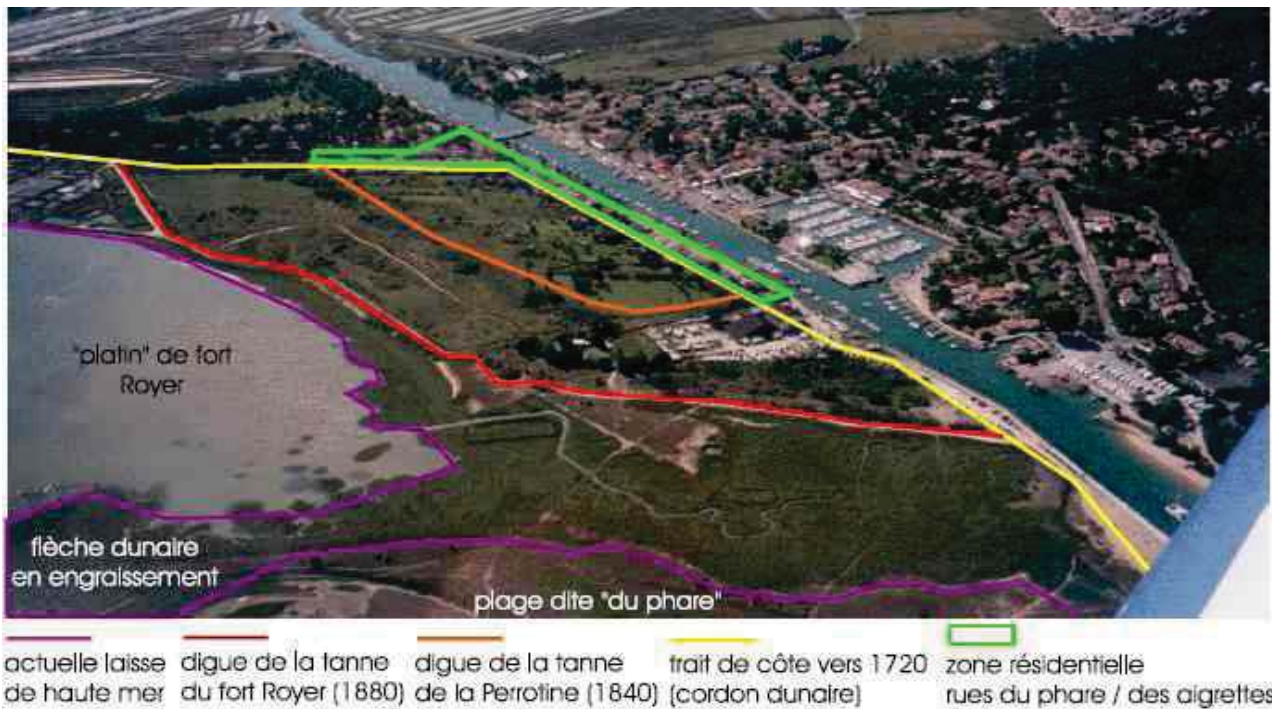 "platin" de fort
Royer
flèche dunaire
en engraissement
plage dite "du phare"
actuelle laisse
de haute mer
digue de la tanne
du fort Royer (1880)
digue de la tanne
de la Perrotine (1840)
trait de côte vers 1720
(cordon dunaire)
zone résidentielle
rues du phare / des aigrettes